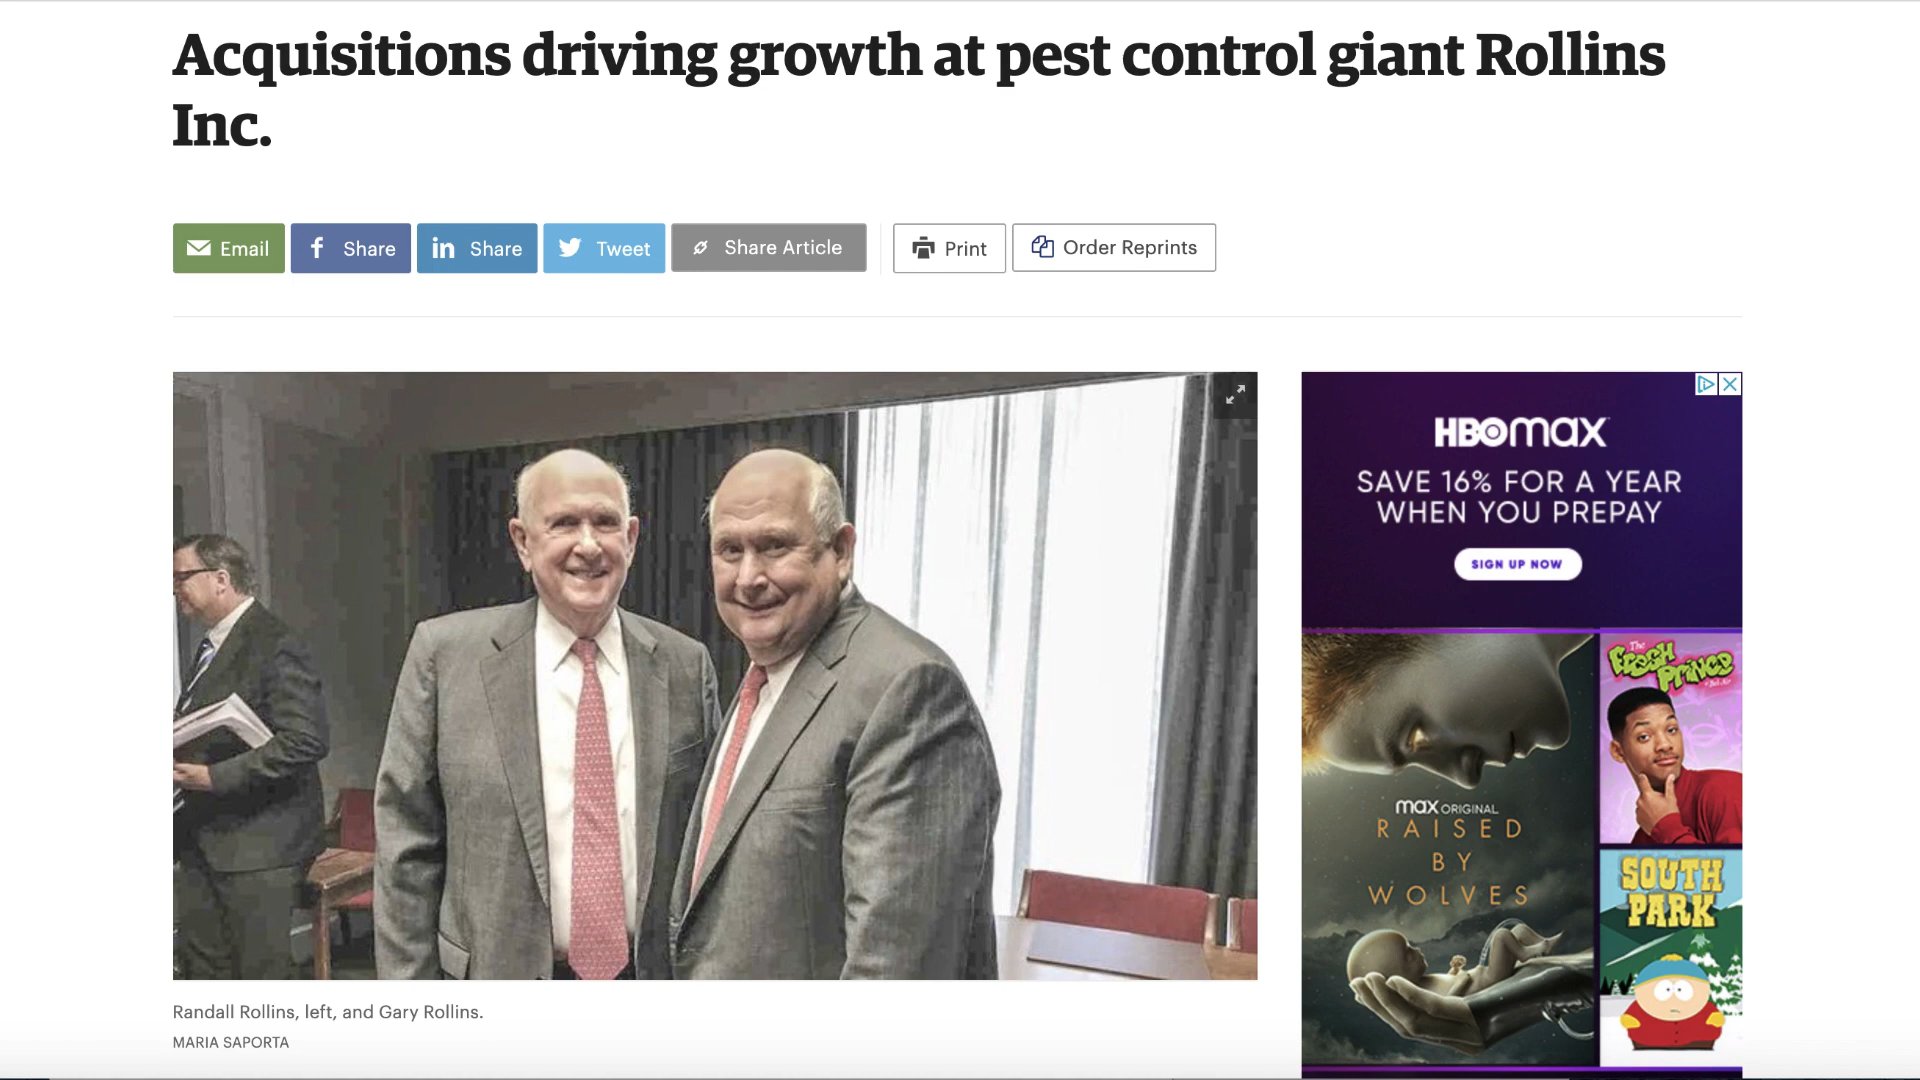 Acquisitions driving growth at pest control giant Rollins
Inc.
Email
Share
Share
Tweet
Share Article
Print
Order Reprints
HBOmax
SAVE 16% FOR A YEAR
WHEN YOU PREPAY
SIGN UP NOW
The
FRESH
PRINCE
max ORIGINAL
RAISED
BY
WOLVES
SOUTH
PARK
Randall Rollins, left, and Gary Rollins.
MARIA SAPORTA